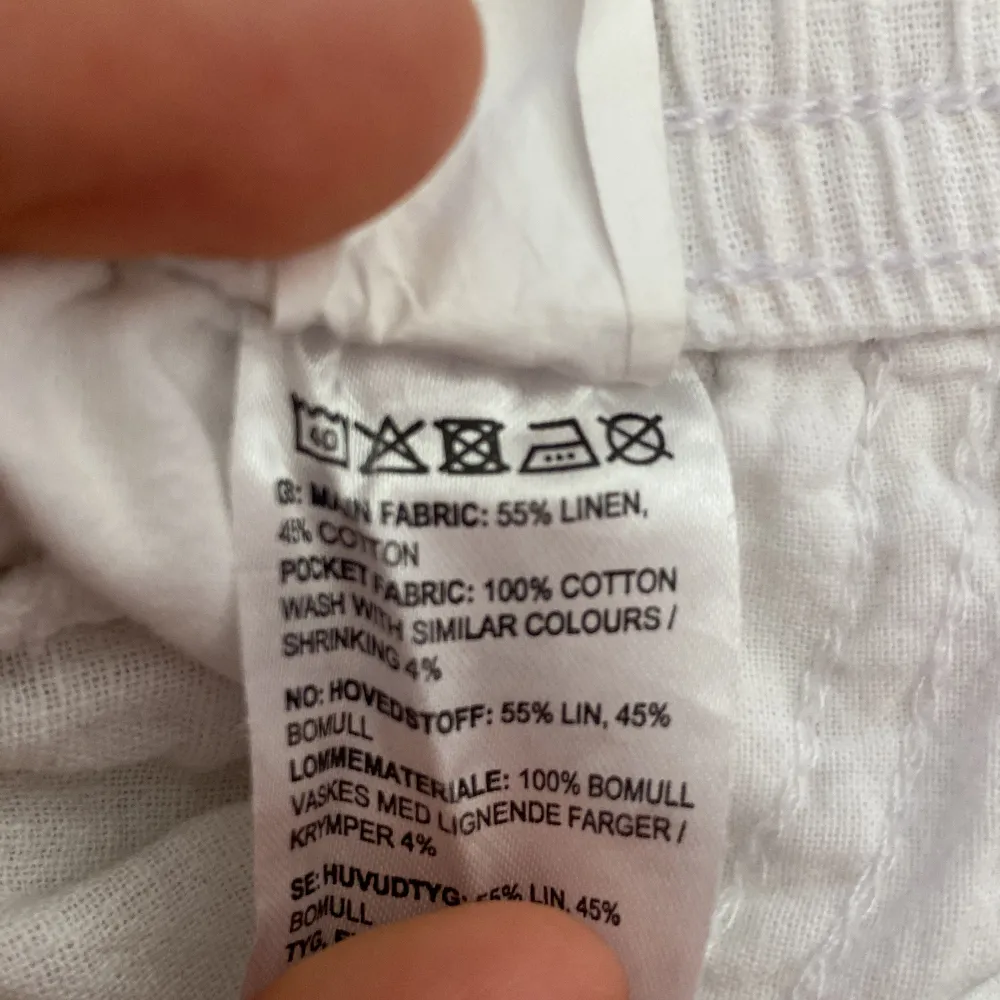 40
GB: MAIN FABRIC: 55% LINEN,
45% COTTON
POCKET FABRIC: 100% COTTON
WASH WITH SIMILAR COLOURS /
SHRINKING 4%
NO: HOVEDSTOFF: 55% LIN, 45%
BOMULL
LOMMEMATERIALE: 100% BOMULL
VASKES MED LIGNENDE FARGER /
KRYMPER 4%
SE: HUVUDTYG: 55% LIN, 45%
BOMULL
TYG,